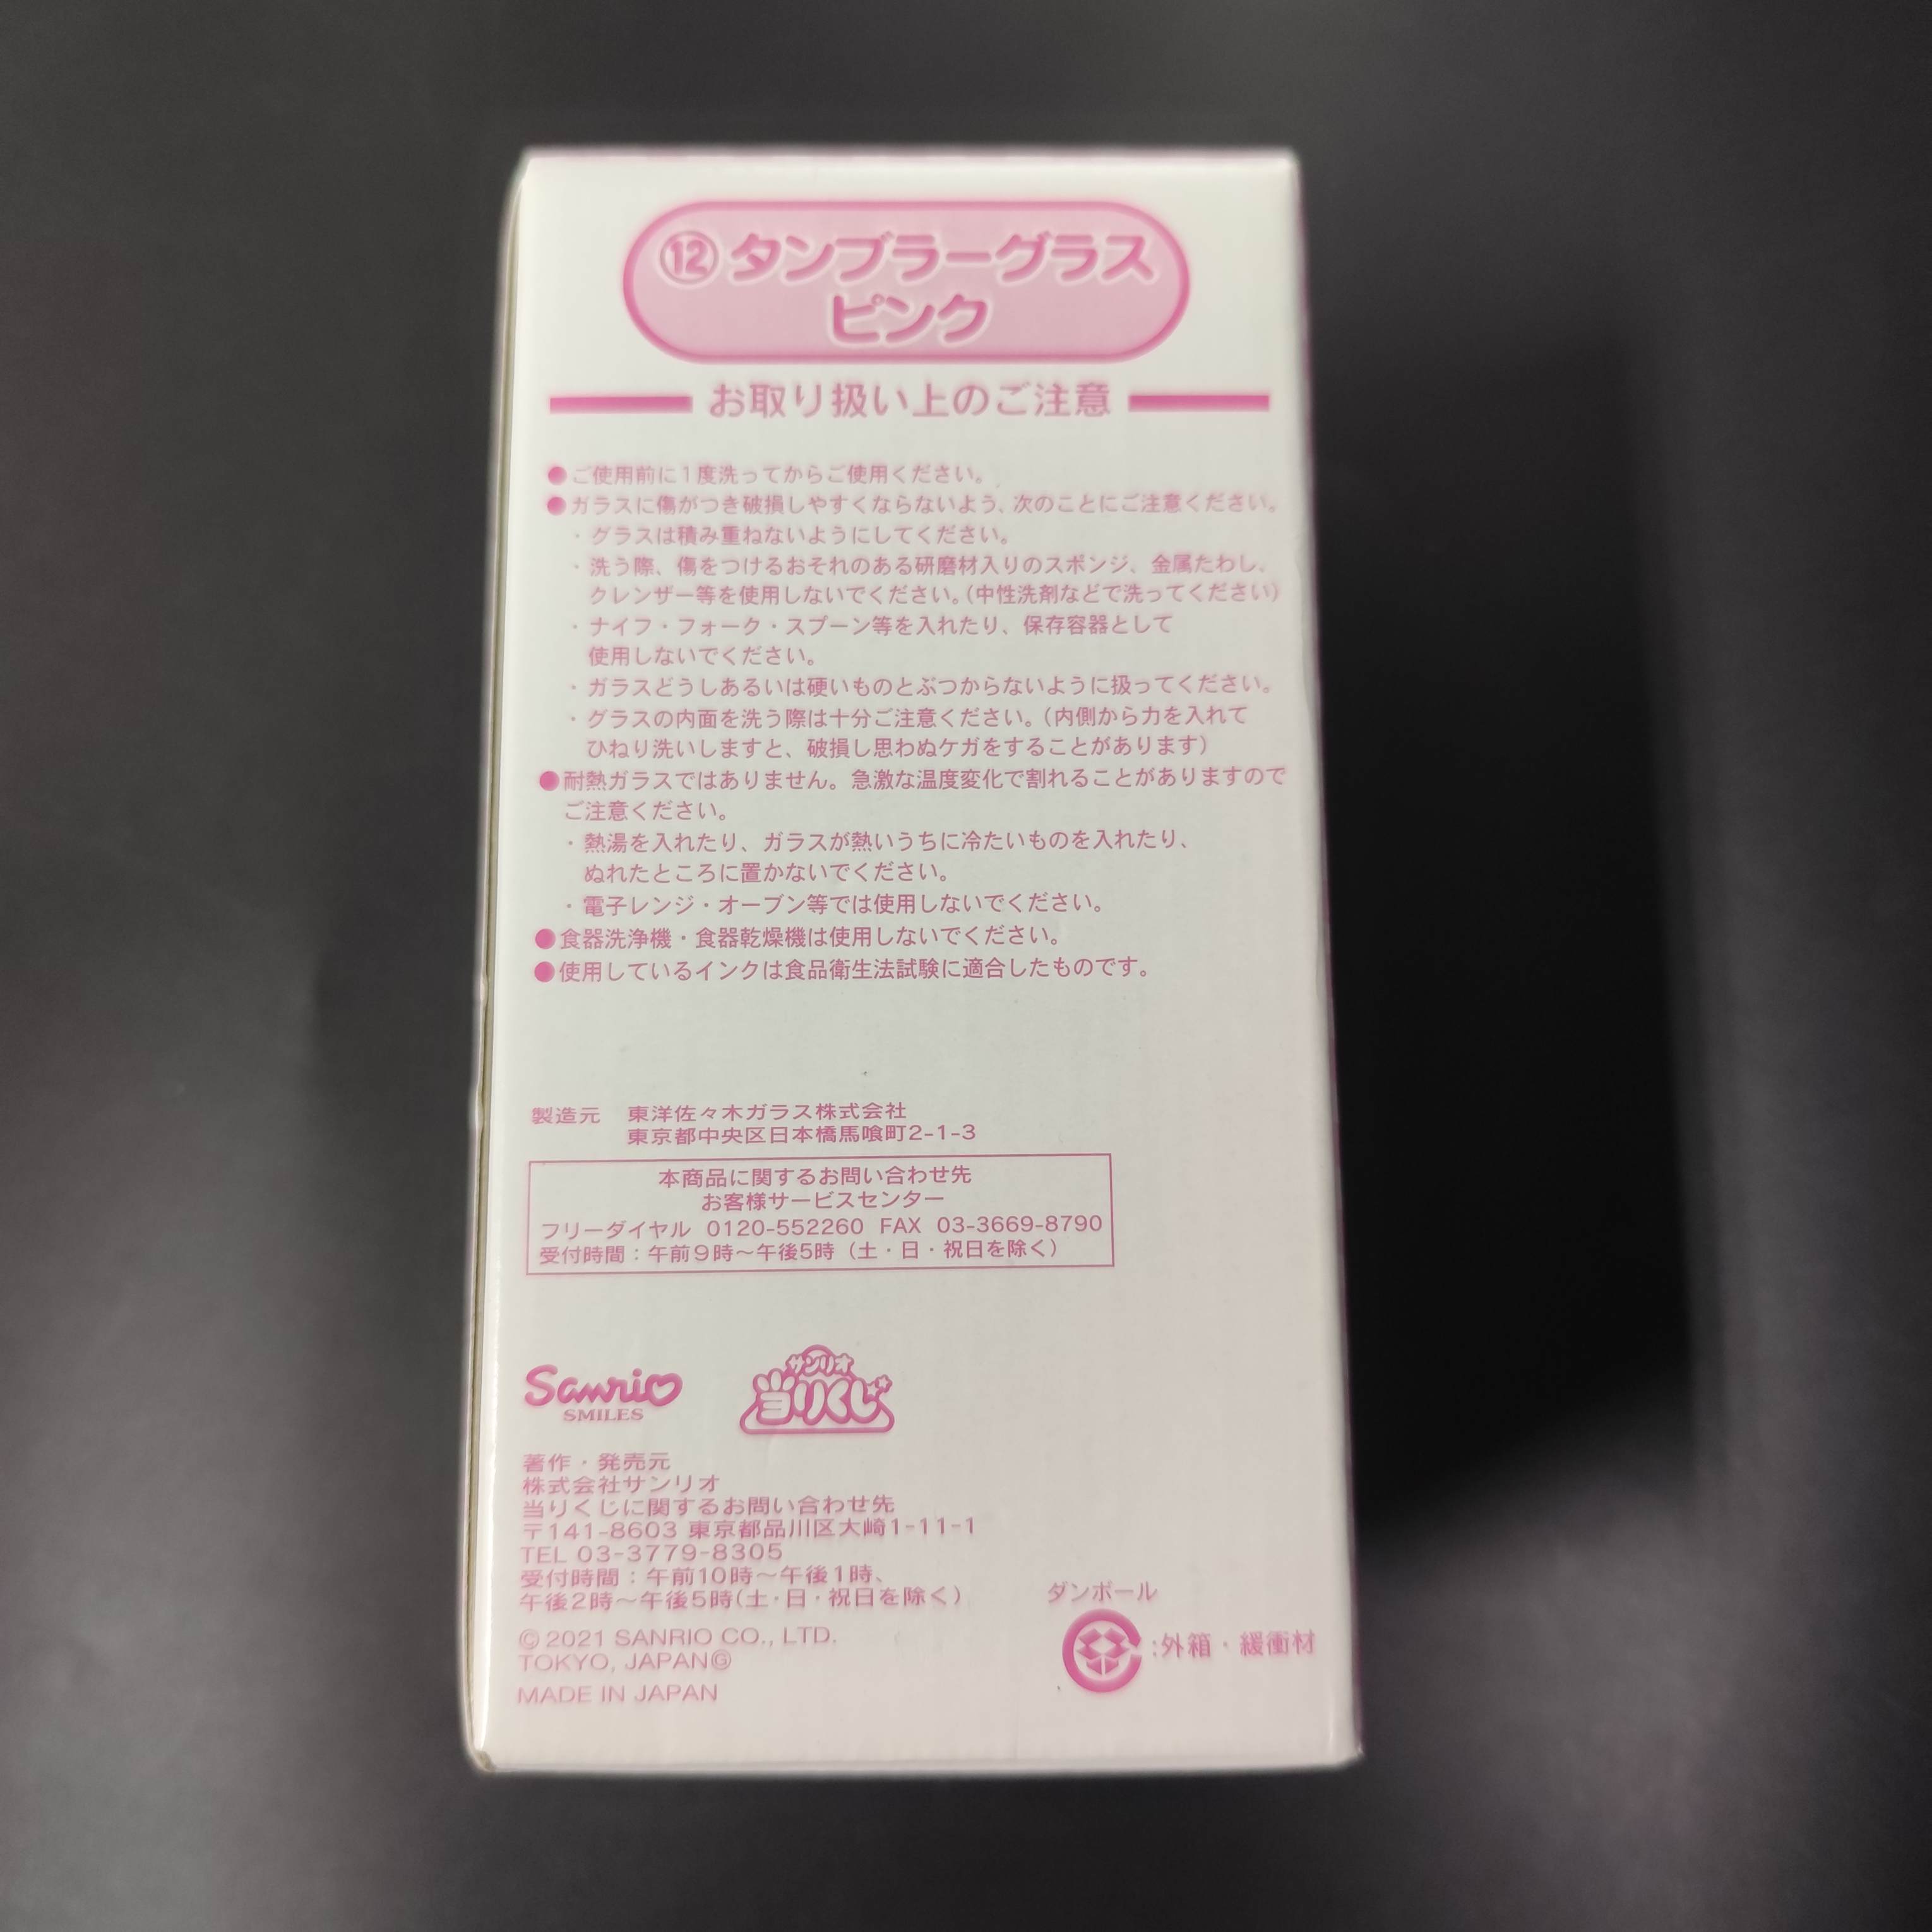 ⑫タンブラーグラス
ピンク
お取り扱い上のご注意
●ご使用前に1度洗ってからご使用ください。
●ガラスに傷がつき破損しやすくならないよう、次のことにご注意ください。
・グラスは積み重ねないようにしてください。
・洗う際、傷をつけるおそれのある研磨材入りのスポンジ、金属たわし、
クレンザー等を使用しないでください。(中性洗剤などで洗ってください)
・ナイフ・フォーク・スプーン等を入れたり、保存容器として
使用しないでください。
・ガラスどうしあるいは硬いものとぶつからないように扱ってください。
・グラスの内面を洗う際は十分ご注意ください。(内側から力を入れて
ひねり洗いしますと、破損し思わぬケガをすることがあります)
●耐熱ガラスではありません。急激な温度変化で割れることがありますので
ご注意ください。
・熱湯を入れたり、ガラスが熱いうちに冷たいものを入れたり、
ぬれたところに置かないでください。
・電子レンジ・オーブン等では使用しないでください。
●食器洗浄機・食器乾燥機は使用しないでください。
●使用しているインクは食品衛生法試験に適合したものです。
製造元 東洋佐々木ガラス株式会社
東京都中央区日本橋馬喰町2-1-3
本商品に関するお問い合わせ先
お客様サービスセンター
フリーダイヤル 0120-552260 FAX 03-3669-8790
受付時間：午前9時～午後5時（土・日・祝日を除く）
Sanrio
SMILES
サンリオ
当りくじ
著作・発売元
株式会社サンリオ
当りくじに関するお問い合わせ先
〒141-8603 東京都品川区大崎1-11-1
TEL 03-3779-8305
受付時間：午前10時～午後1時、
午後2時～午後5時(土・日・祝日を除く)
© 2021 SANRIO CO., LTD.
TOKYO, JAPAN Ⓖ
MADE IN JAPAN
ダンボール
:外箱・緩衝材